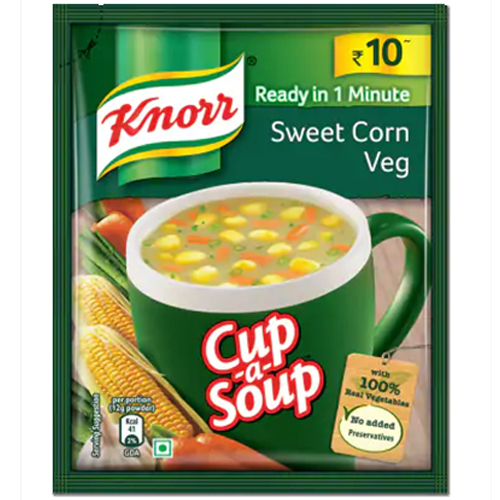 ₹10~
Knorr®
Ready in 1 Minute
Sweet Corn
Veg
Cup
-a-
Soup
with
100%
Real Vegetables
No added
Preservatives
per portion
(12g powder)
Kcal
41
2%
GDA
Serving Suggestion